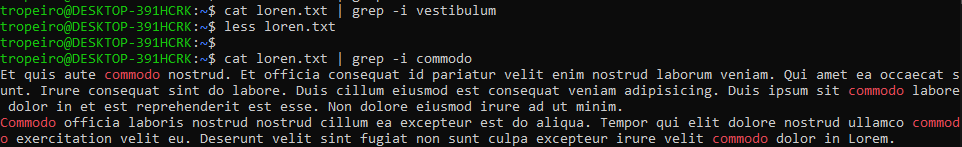 tropeiro@DESKTOP-391HCRK:~$ cat loren.txt | grep -i vestibulum
tropeiro@DESKTOP-391HCRK:~$ less loren.txt
tropeiro@DESKTOP-391HCRK:~$
tropeiro@DESKTOP-391HCRK:~$ cat loren.txt | grep -i commodo
Et quis aute commodo nostrud. Et officia consequat id pariatur velit enim nostrud laborum veniam. Qui amet ea occaecat s
unt. Irure consequat sint do labore. Duis cillum eiusmod est consequat veniam adipisicing. Duis ipsum sit commodo labore
 dolor in et est reprehenderit est esse. Non dolore eiusmod irure ad ut minim.
Commodo officia laboris nostrud nostrud cillum ea excepteur est do aliqua. Tempor qui elit dolore nostrud ullamco commod
o exercitation velit eu. Deserunt velit sint fugiat non sunt culpa excepteur irure velit commodo dolor in Lorem.